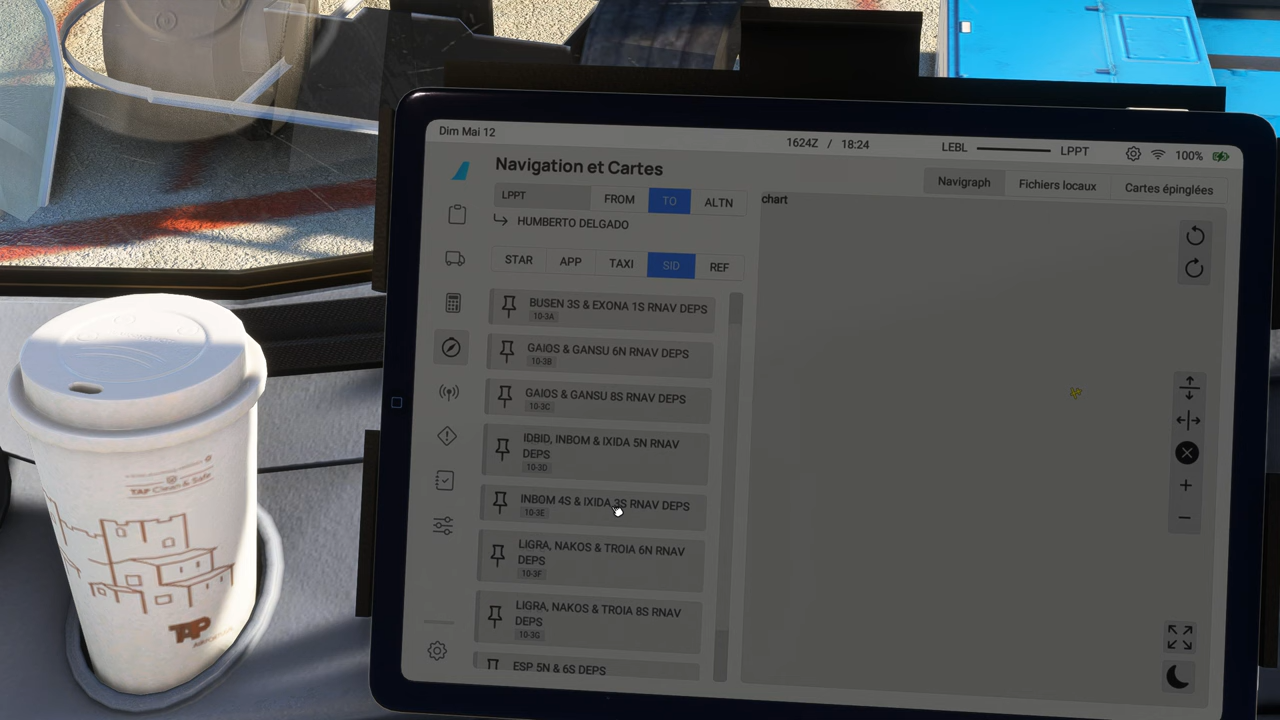 Dim Mai 12
1624Z / 18:24
LEBL
LPPT
100%
Navigation et Cartes
Navigraph
Fichiers locaux
Cartes épinglées
LPPT
FROM
TO
ALTN
HUMBERTO DELGADO
chart
STAR
APP
TAXI
SID
REF
BUSEN 3S & EXONA 1S RNAV DEPS
10-3A
GAIOS & GANSU 6N RNAV DEPS
10-3B
GAIOS & GANSU 8S RNAV DEPS
10-3C
IDBID, INBOM & IXIDA 5N RNAV
DEPS
10-3D
INBOM 4S & IXIDA 3S RNAV DEPS
10-3E
LIGRA, NAKOS & TROIA 6N RNAV
DEPS
10-3F
LIGRA, NAKOS & TROIA 8S RNAV
DEPS
10-3G
ESP 5N & 6S DEPS
TAP Clean & Safe
TAP